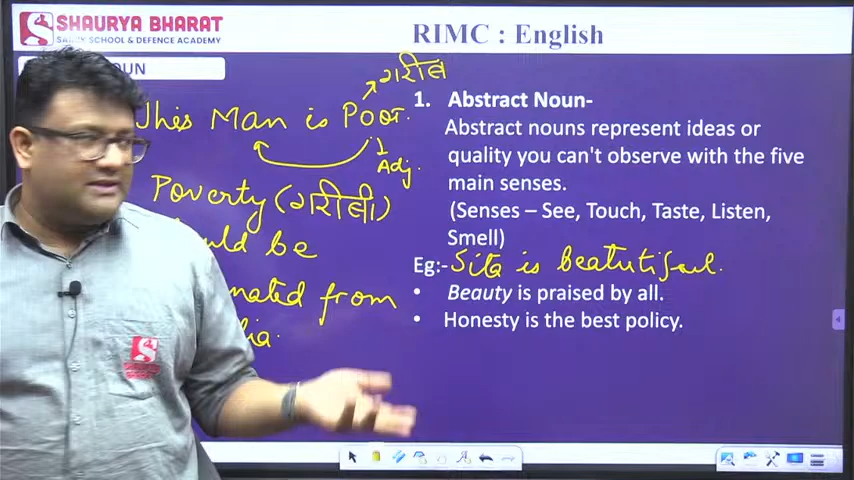 SHAURYA BHARAT
SAINIK SCHOOL & DEFENCE ACADEMY
RIMC : English
OUN
This Man is Poor.
गरीब
Adj.
Poverty (गरीबी)
uld be
nated from
dia.
1. Abstract Noun-
Abstract nouns represent ideas or
quality you can't observe with the five
main senses.
(Senses – See, Touch, Taste, Listen,
Smell)
Eg:- Sita is
• Beauty is praised by all.
• Honesty is the best policy.